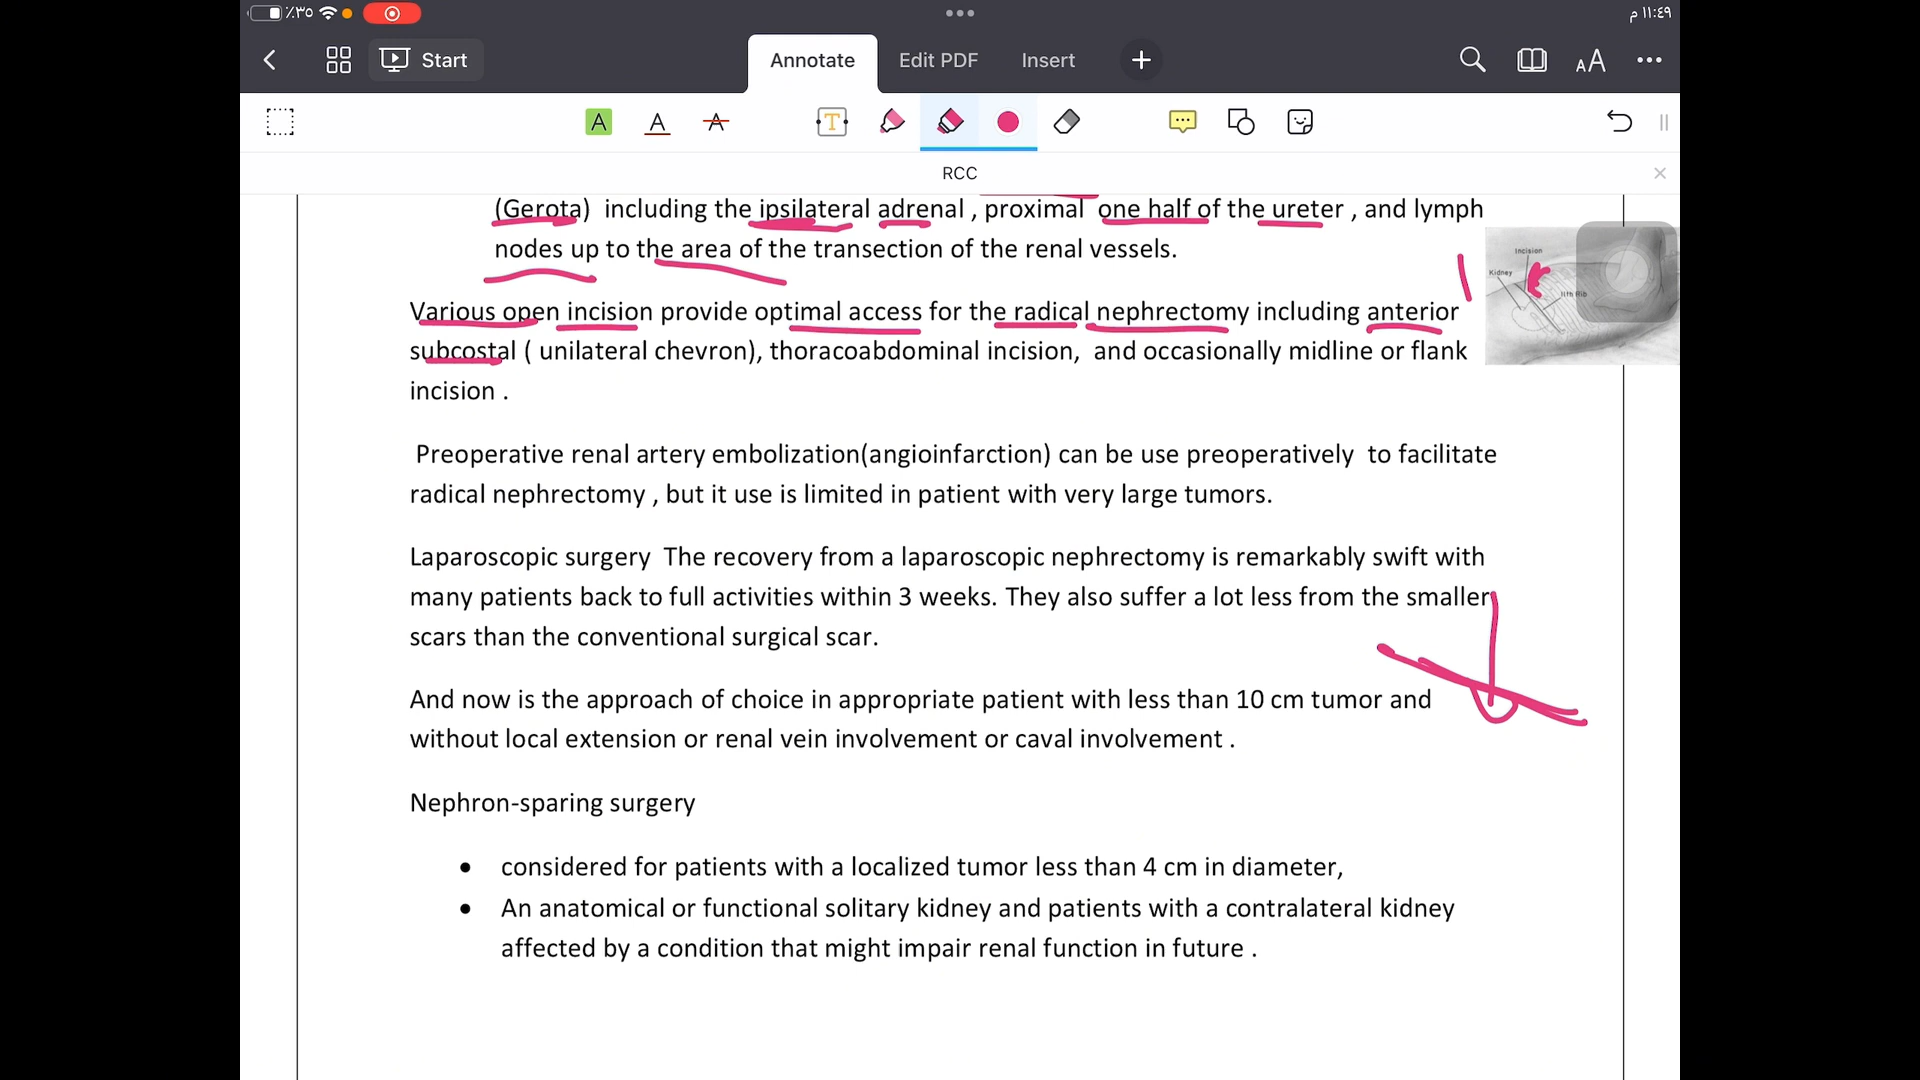 ٪٣٥
١١:٤٩ م
Start
Annotate
Edit PDF
Insert
AA
A
A
A
T
RCC
(Gerota) including the ipsilateral adrenal , proximal one half of the ureter , and lymph
nodes up to the area of the transection of the renal vessels.
Incision
Kidney
11th Rib
Various open incision provide optimal access for the radical nephrectomy including anterior
subcostal ( unilateral chevron), thoracoabdominal incision, and occasionally midline or flank
incision .
Preoperative renal artery embolization(angioinfarction) can be use preoperatively to facilitate
radical nephrectomy , but it use is limited in patient with very large tumors.
Laparoscopic surgery The recovery from a laparoscopic nephrectomy is remarkably swift with
many patients back to full activities within 3 weeks. They also suffer a lot less from the smaller
scars than the conventional surgical scar.
And now is the approach of choice in appropriate patient with less than 10 cm tumor and
without local extension or renal vein involvement or caval involvement .
Nephron-sparing surgery
• considered for patients with a localized tumor less than 4 cm in diameter,
• An anatomical or functional solitary kidney and patients with a contralateral kidney
affected by a condition that might impair renal function in future .